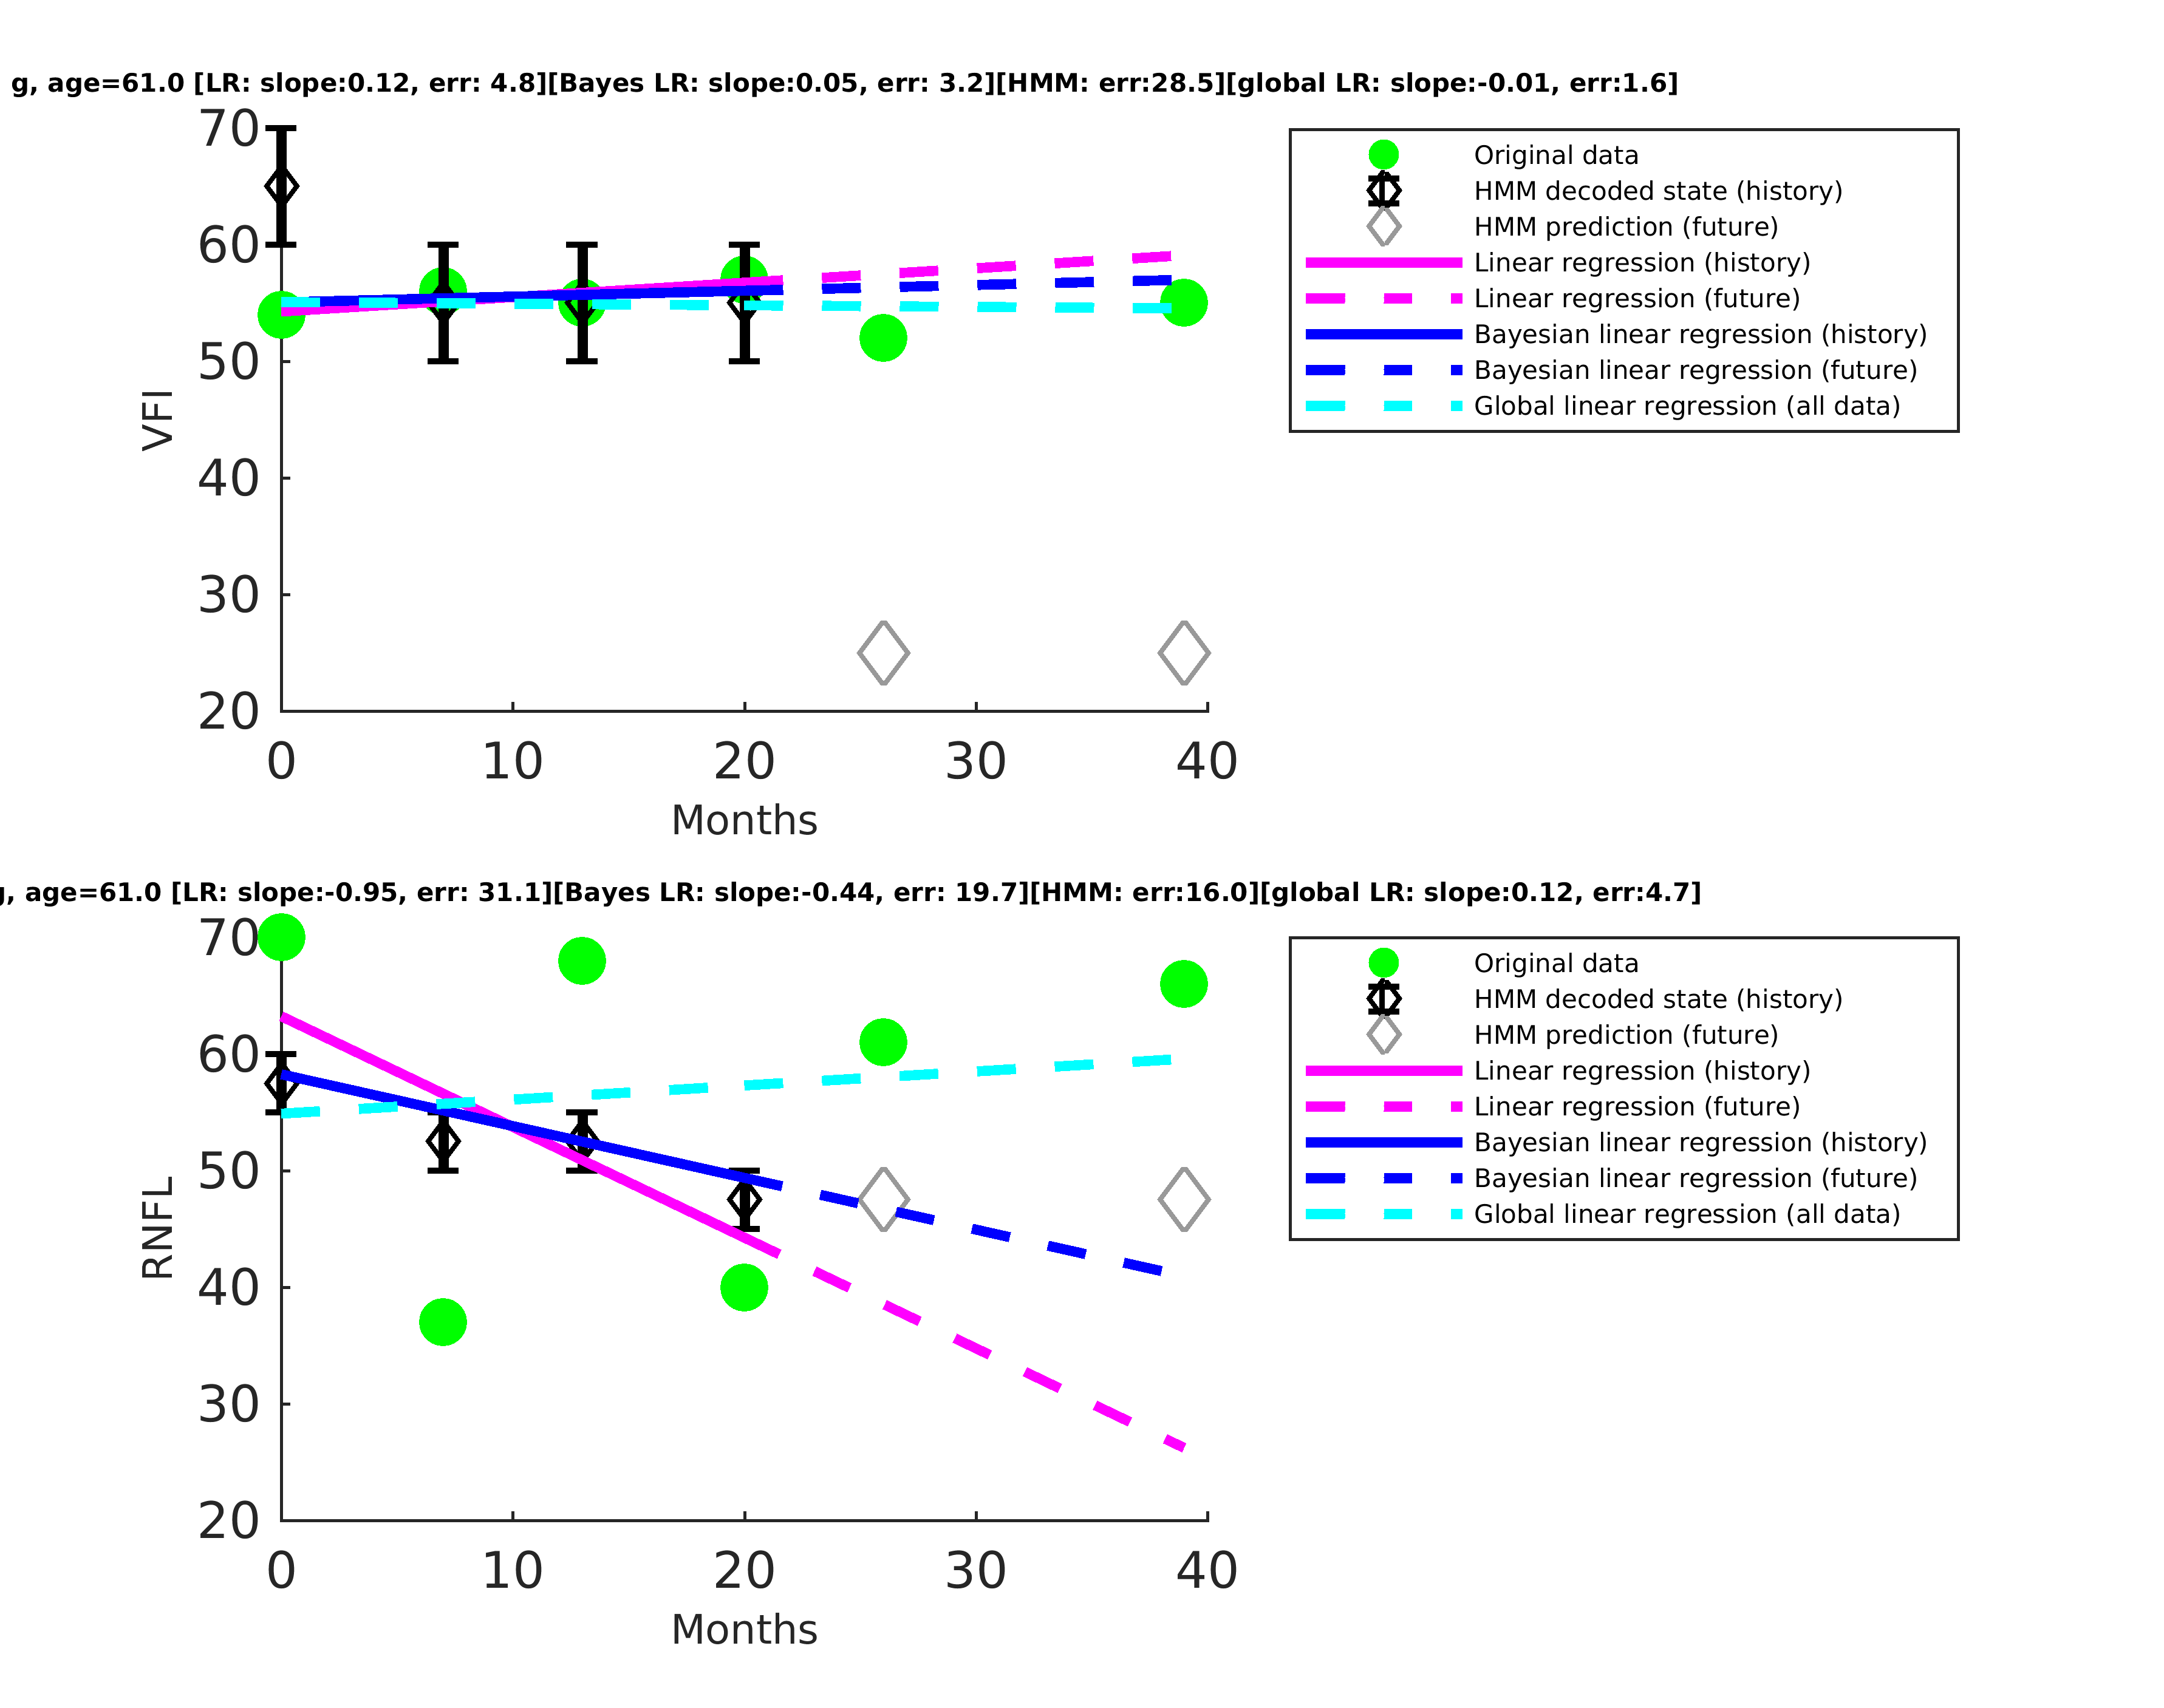 g, age=61.0 [LR: slope:0.12, err: 4.8][Bayes LR: slope:0.05, err: 3.2][HMM: err:28.5][global LR: slope:-0.01, err:1.6]
70
60
50
40
30
20
VFI
0 10 20 30 40
Months
Original data
HMM decoded state (history)
HMM prediction (future)
Linear regression (history)
Linear regression (future)
Bayesian linear regression (history)
Bayesian linear regression (future)
Global linear regression (all data)
g, age=61.0 [LR: slope:-0.95, err: 31.1][Bayes LR: slope:-0.44, err: 19.7][HMM: err:16.0][global LR: slope:0.12, err:4.7]
70
60
50
40
30
20
RNFL
0 10 20 30 40
Months
Original data
HMM decoded state (history)
HMM prediction (future)
Linear regression (history)
Linear regression (future)
Bayesian linear regression (history)
Bayesian linear regression (future)
Global linear regression (all data)